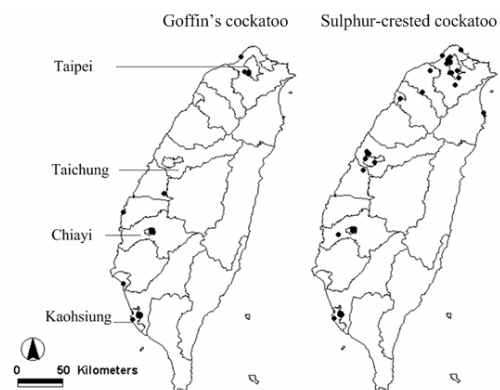 Goffin's cockatoo
Sulphur-crested cockatoo
Taipei
Taichung
Chiayi
Kaohsiung
0 50 Kilometers